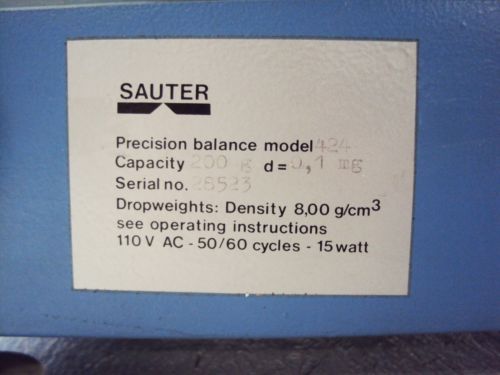 SAUTER
Precision balance model 424
Capacity 200 g d = 0,1 mg
Serial no. 28523
Dropweights: Density 8,00 g/cm³
see operating instructions
110 V AC - 50/60 cycles - 15 watt